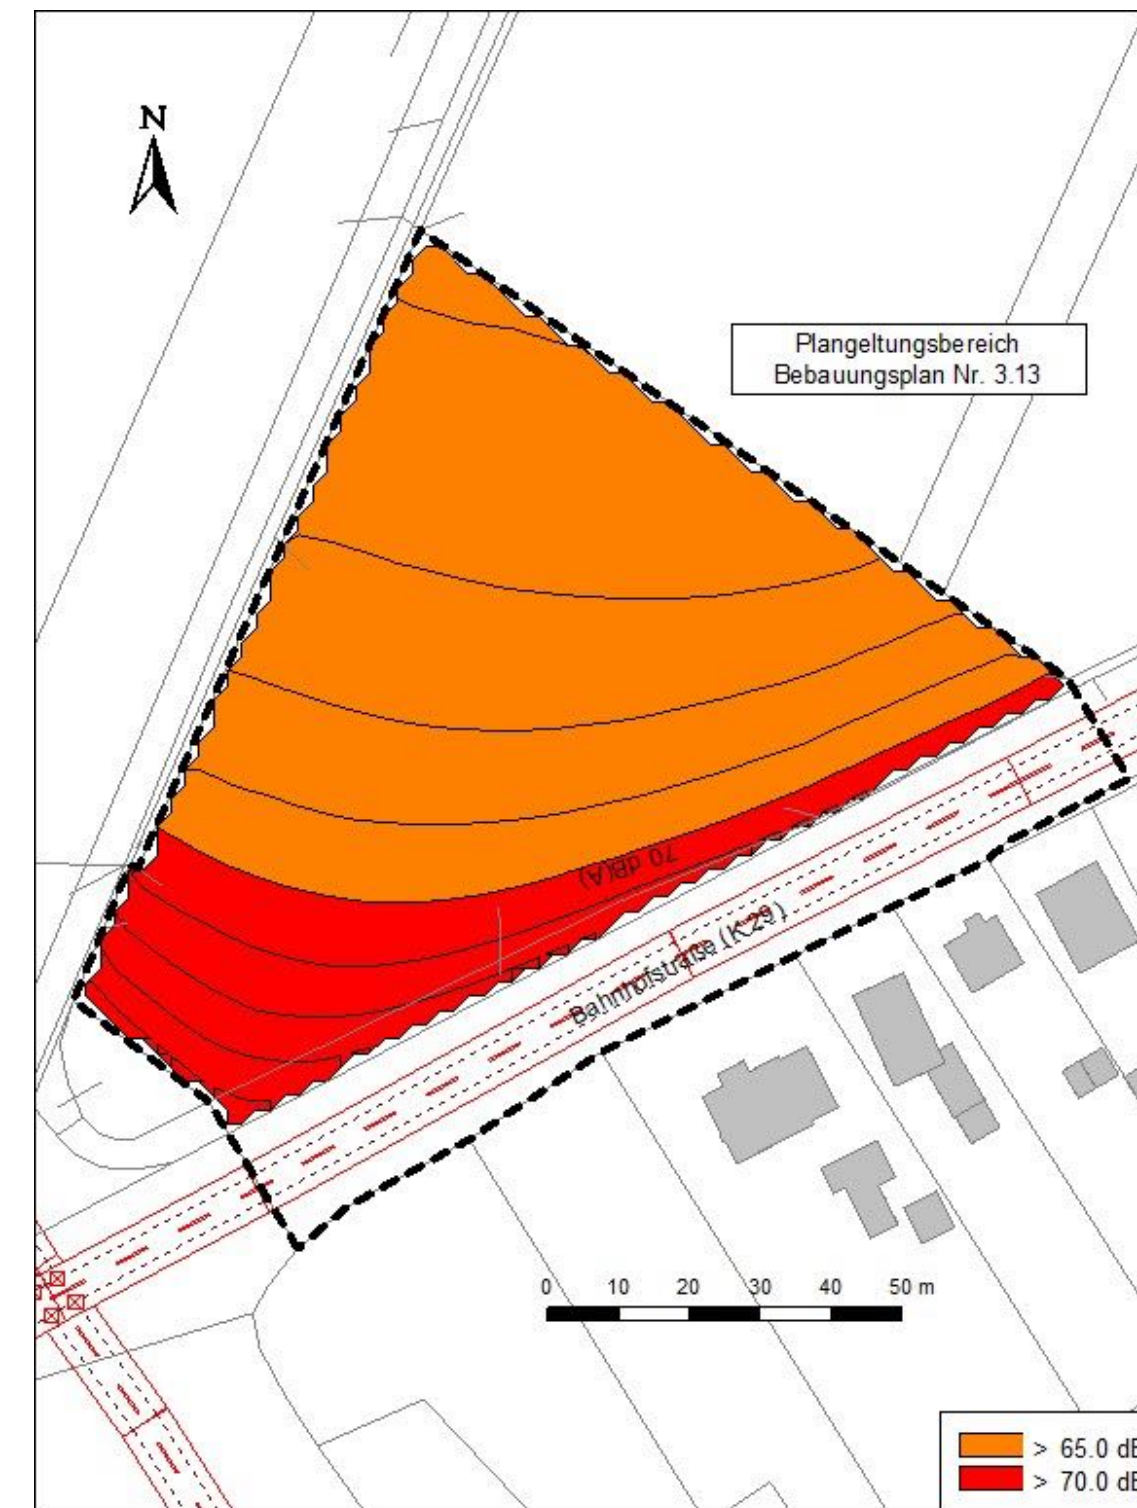 N
Plangeltungsbereich
Bebauungsplan Nr. 3.13
70 dB(A)
Bahnhofstraße (K 29)
0 10 20 30 40 50 m
> 65.0 dB
> 70.0 dB